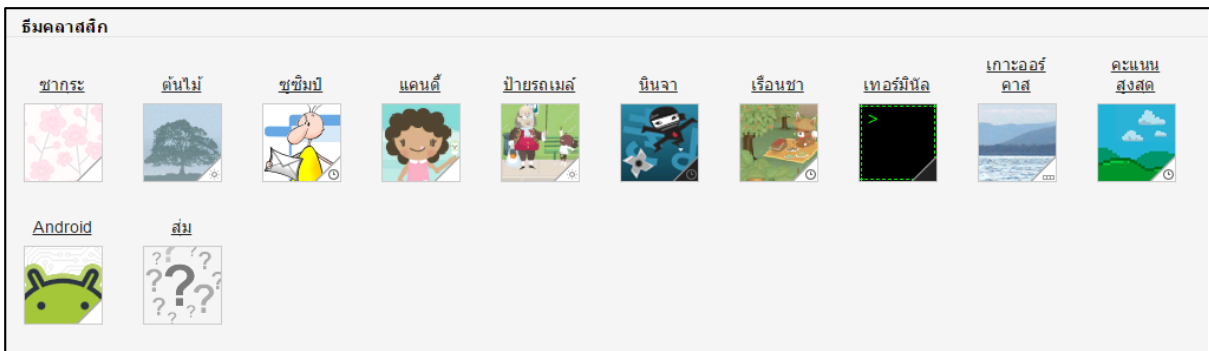 ธีมคลาสสิก
ซากุระ ต้นไม้ ซูซิมป์ แคนดี้ ป้ายรถเมล์ นินจา เรือนชา เทอร์มินัล เกาะออร์
คาส คะแนน
สูงสุด
>
Android สุ่ม
? ? ? ? ? ? ? ? ?